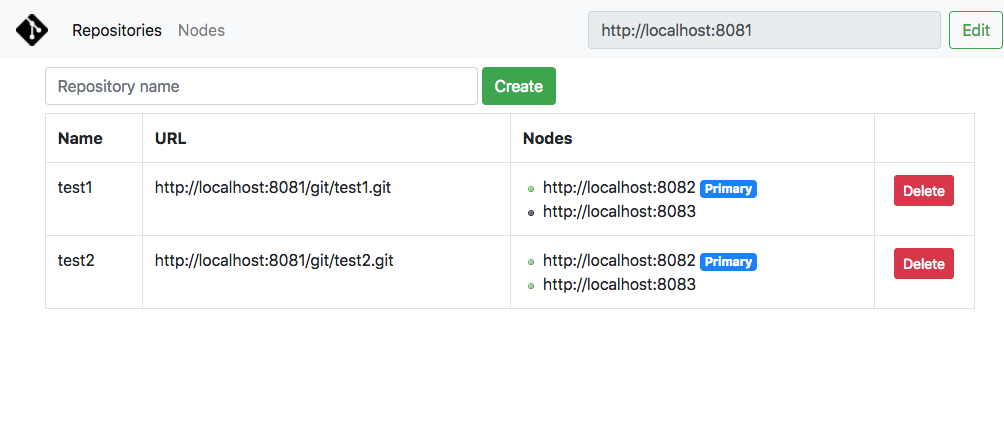 Repositories Nodes http://localhost:8081 Edit
Repository name Create
Name URL Nodes
test1 http://localhost:8081/git/test1.git http://localhost:8082 Primary Delete
http://localhost:8083
test2 http://localhost:8081/git/test2.git http://localhost:8082 Primary Delete
http://localhost:8083